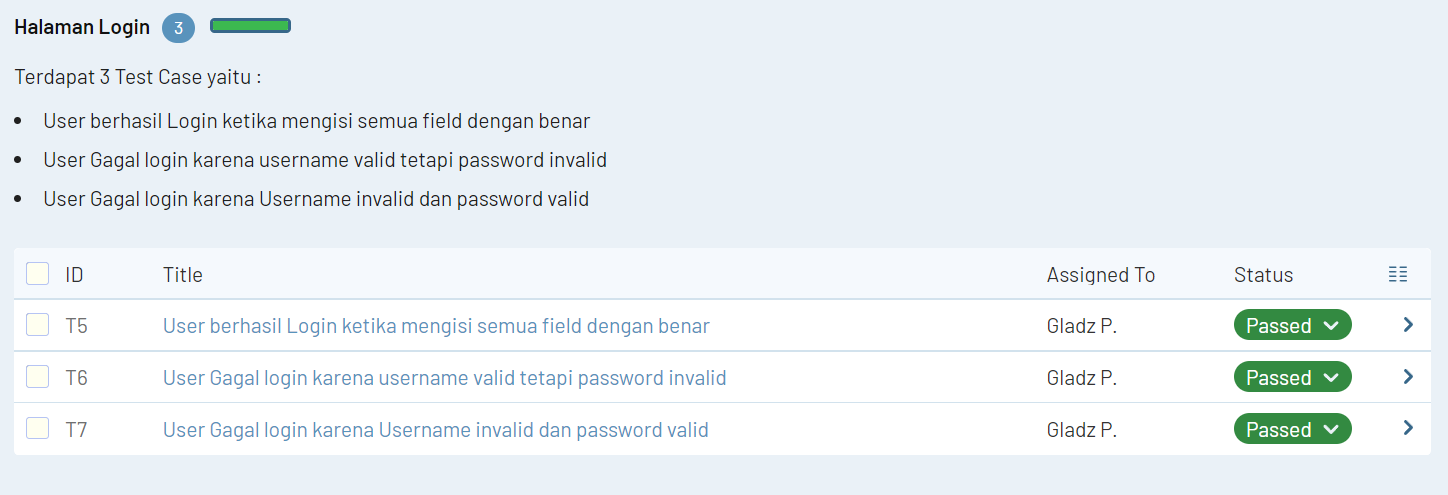 Halaman Login 3
Terdapat 3 Test Case yaitu :
• User berhasil Login ketika mengisi semua field dengan benar
• User Gagal login karena username valid tetapi password invalid
• User Gagal login karena Username invalid dan password valid
ID Title Assigned To Status
T5 User berhasil Login ketika mengisi semua field dengan benar Gladz P. Passed
T6 User Gagal login karena username valid tetapi password invalid Gladz P. Passed
T7 User Gagal login karena Username invalid dan password valid Gladz P. Passed